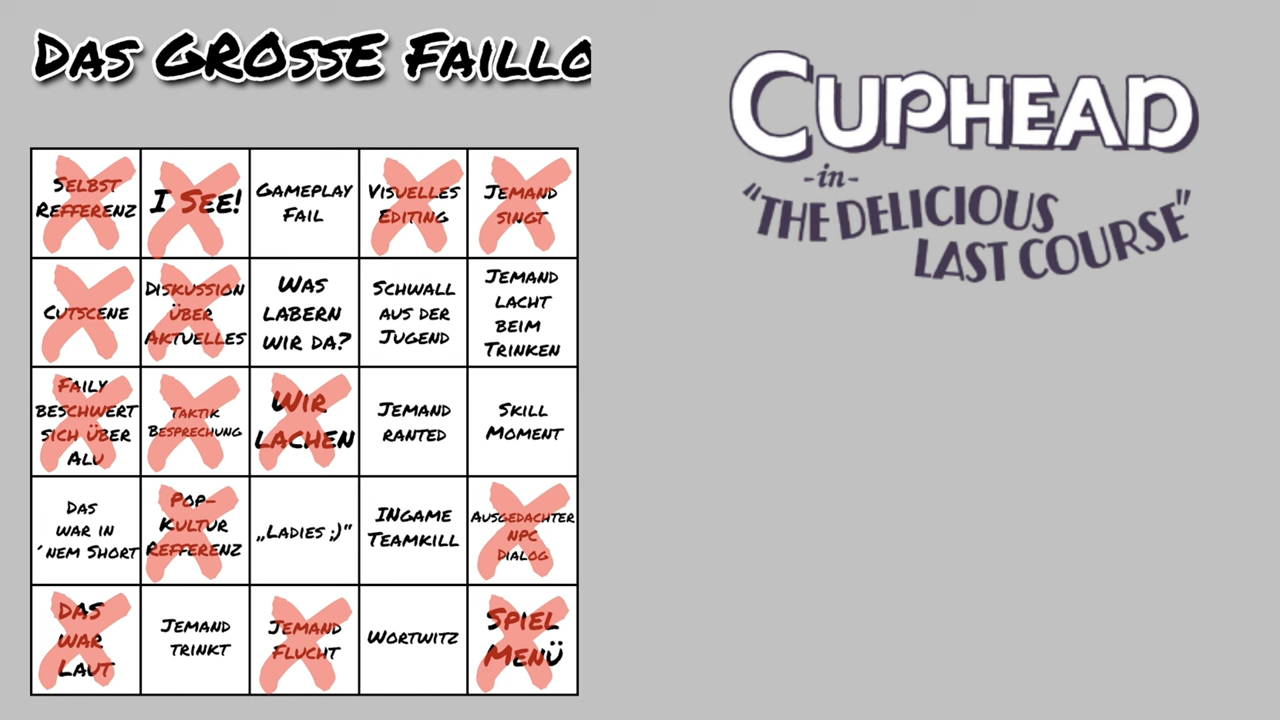 DAS GROSSE FAILLO
CUPHEAD
-in-
"THE DELICIOUS
LAST COURSE"
SELBST
REFFERENZ
I SEE!
GAMEPLAY
FAIL
VISUELLES
EDITING
JEMAND
SINGT
CUTSCENE
DISKUSSION
ÜBER
AKTUELLES
WAS
LABERN
WIR DA?
SCHWALL
AUS DER
JUGEND
JEMAND
LACHT
BEIM
TRINKEN
FAILY
BESCHWERT
SICH ÜBER
ALU
TAKTIK
BESPRECHUNG
WIR
LACHEN
JEMAND
RANTED
SKILL
MOMENT
DAS
WAR IN
´NEM SHORT
POP-
KULTUR
REFFERENZ
„LADIES ;)"
INGAME
TEAMKILL
AUSGEDACHTER
NPC
DIALOG
DAS
WAR
LAUT
JEMAND
TRINKT
JEMAND
FLUCHT
WORTWITZ
SPIEL
MENÜ